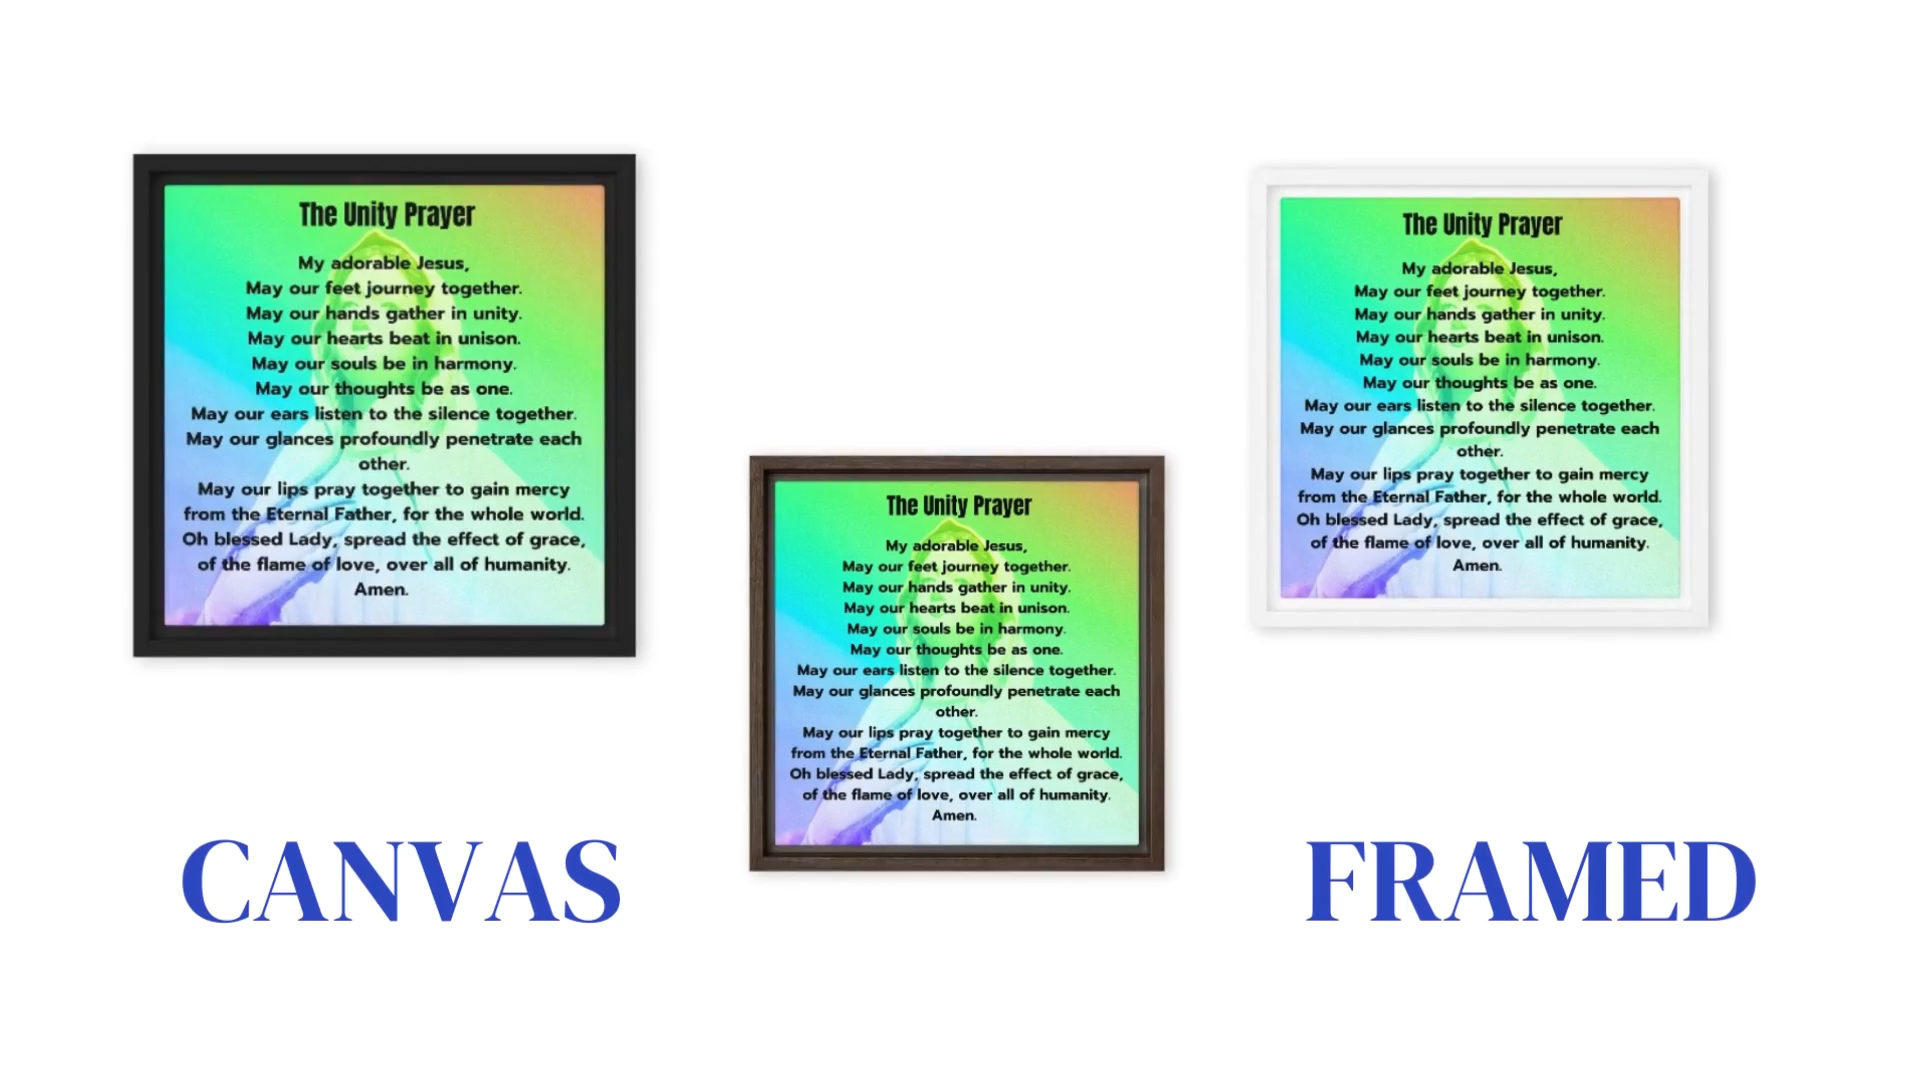 The Unity Prayer
My adorable Jesus,
May our feet journey together.
May our hands gather in unity.
May our hearts beat in unison.
May our souls be in harmony.
May our thoughts be as one.
May our ears listen to the silence together.
May our glances profoundly penetrate each
other.
May our lips pray together to gain mercy
from the Eternal Father, for the whole world.
Oh blessed Lady, spread the effect of grace,
of the flame of love, over all of humanity.
Amen.
The Unity Prayer
My adorable Jesus,
May our feet journey together.
May our hands gather in unity.
May our hearts beat in unison.
May our souls be in harmony.
May our thoughts be as one.
May our ears listen to the silence together.
May our glances profoundly penetrate each
other.
May our lips pray together to gain mercy
from the Eternal Father, for the whole world.
Oh blessed Lady, spread the effect of grace,
of the flame of love, over all of humanity.
Amen.
The Unity Prayer
My adorable Jesus,
May our feet journey together.
May our hands gather in unity.
May our hearts beat in unison.
May our souls be in harmony.
May our thoughts be as one.
May our ears listen to the silence together.
May our glances profoundly penetrate each
other.
May our lips pray together to gain mercy
from the Eternal Father, for the whole world.
Oh blessed Lady, spread the effect of grace,
of the flame of love, over all of humanity.
Amen.
CANVAS
FRAMED